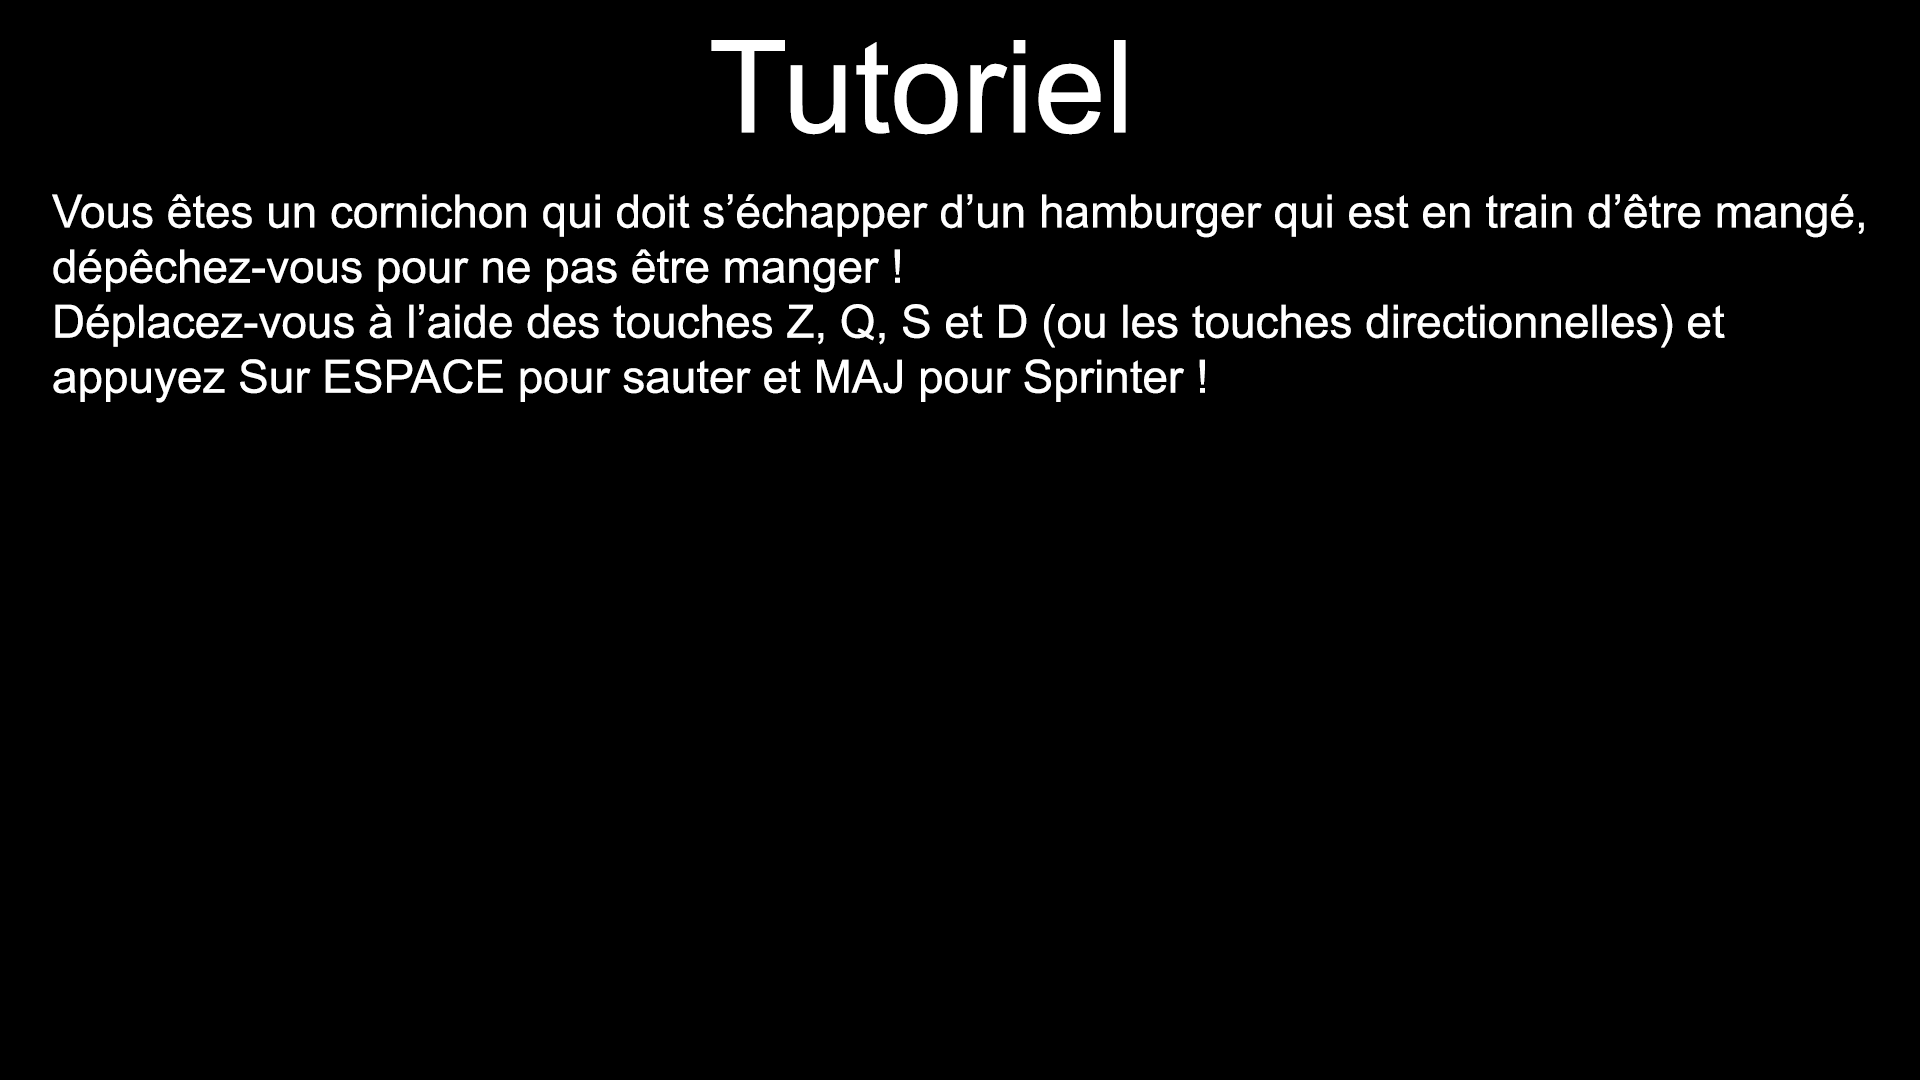 Tutoriel
Vous êtes un cornichon qui doit s’échapper d’un hamburger qui est en train d’être mangé,
dépêchez-vous pour ne pas être manger !
Déplacez-vous à l’aide des touches Z, Q, S et D (ou les touches directionnelles) et
appuyez Sur ESPACE pour sauter et MAJ pour Sprinter !